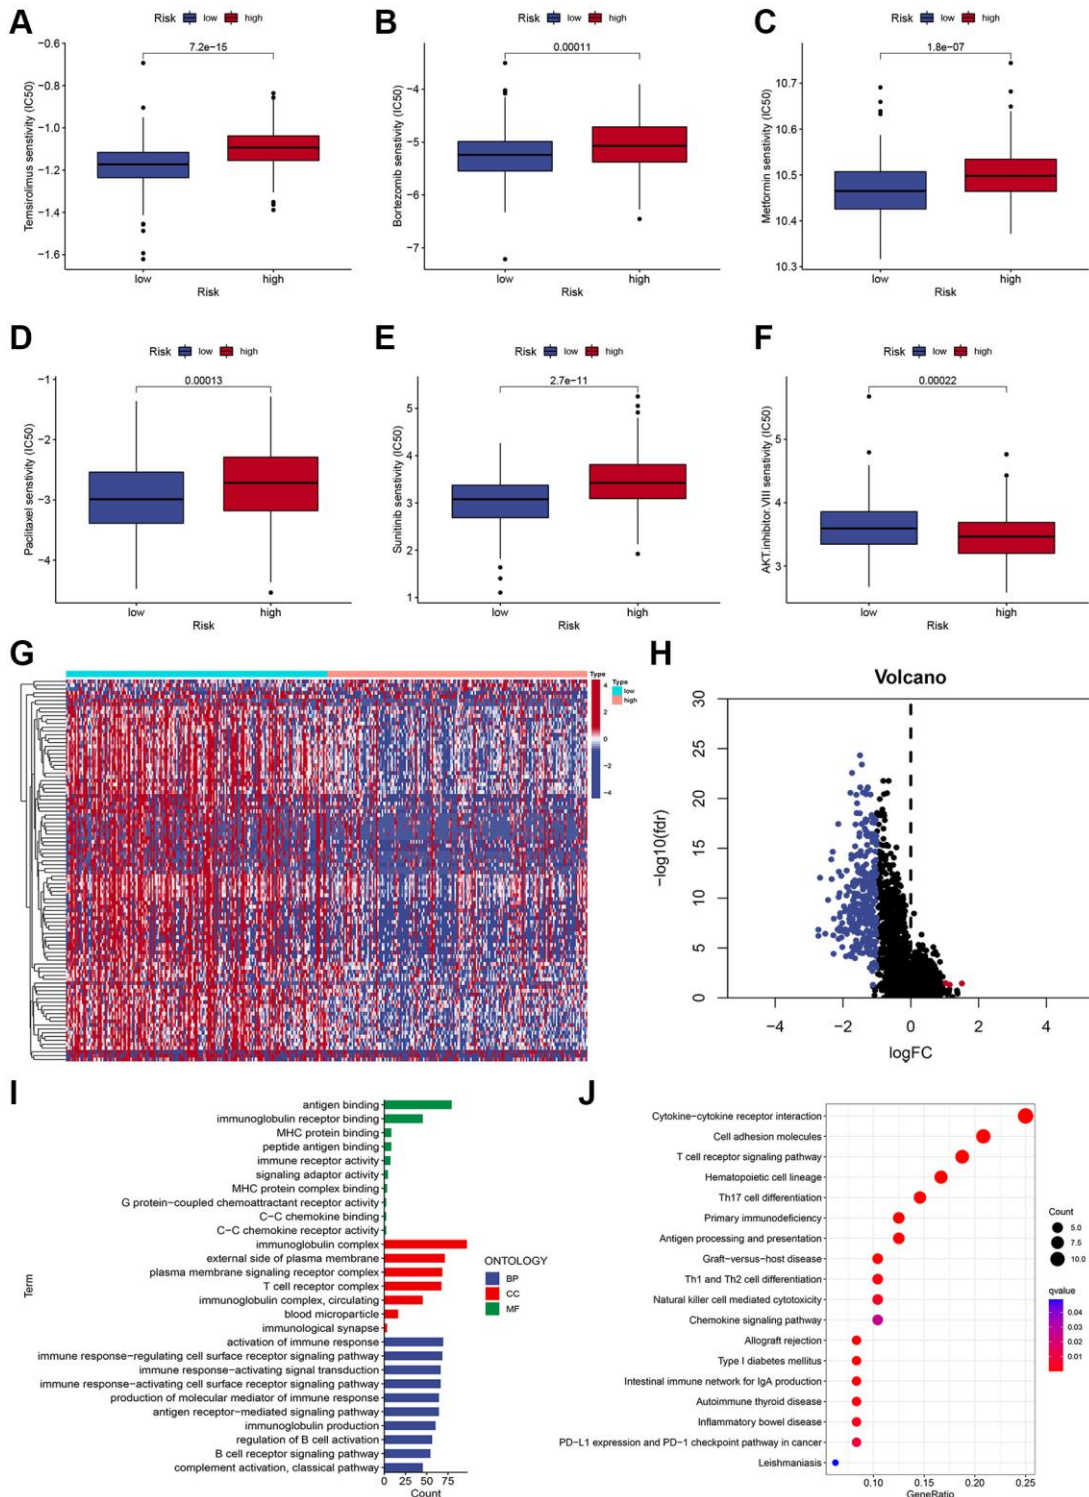 A
Risk low high
7.2e−15
Temsirolimus senstivity (IC50)
−0.6
−0.8
−1.0
−1.2
−1.4
−1.6
low high
Risk
B
Risk low high
0.00011
Bortezomib senstivity (IC50)
−4
−5
−6
−7
low high
Risk
C
Risk low high
1.8e−07
Metformin senstivity (IC50)
10.7
10.6
10.5
10.4
10.3
low high
Risk
D
Risk low high
0.00013
Paclitaxel senstivity (IC50)
−1
−2
−3
−4
low high
Risk
E
Risk low high
2.7e−11
Sunitinib senstivity (IC50)
5
4
3
2
1
low high
Risk
F
Risk low high
0.00022
AKT.inhibitor.VIII senstivity (IC50)
5
4
3
low high
Risk
G
Type
4
2
0
−2
−4
Type
low
high
H
Volcano
−log10(fdr)
30
25
20
15
10
5
0
−4 −2 0 2 4
logFC
I
Term
antigen binding
immunoglobulin receptor binding
MHC protein binding
peptide antigen binding
immune receptor activity
signaling adaptor activity
MHC protein complex binding
G protein−coupled chemoattractant receptor activity
C−C chemokine binding
C−C chemokine receptor activity
immunoglobulin complex
external side of plasma membrane
plasma membrane signaling receptor complex
T cell receptor complex
immunoglobulin complex, circulating
blood microparticle
immunological synapse
activation of immune response
immune response−regulating cell surface receptor signaling pathway
immune response−activating signal transduction
immune response−activating cell surface receptor signaling pathway
production of molecular mediator of immune response
antigen receptor−mediated signaling pathway
immunoglobulin production
regulation of B cell activation
B cell receptor signaling pathway
complement activation, classical pathway
0 25 50 75
Count
ONTOLOGY
BP
CC
MF
J
Cytokine−cytokine receptor interaction
Cell adhesion molecules
T cell receptor signaling pathway
Hematopoietic cell lineage
Th17 cell differentiation
Primary immunodeficiency
Antigen processing and presentation
Graft−versus−host disease
Th1 and Th2 cell differentiation
Natural killer cell mediated cytotoxicity
Chemokine signaling pathway
Allograft rejection
Type I diabetes mellitus
Intestinal immune network for IgA production
Autoimmune thyroid disease
Inflammatory bowel disease
PD−L1 expression and PD−1 checkpoint pathway in cancer
Leishmaniasis
0.10 0.15 0.20 0.25
GeneRatio
Count
5.0
7.5
10.0
qvalue
0.04
0.03
0.02
0.01